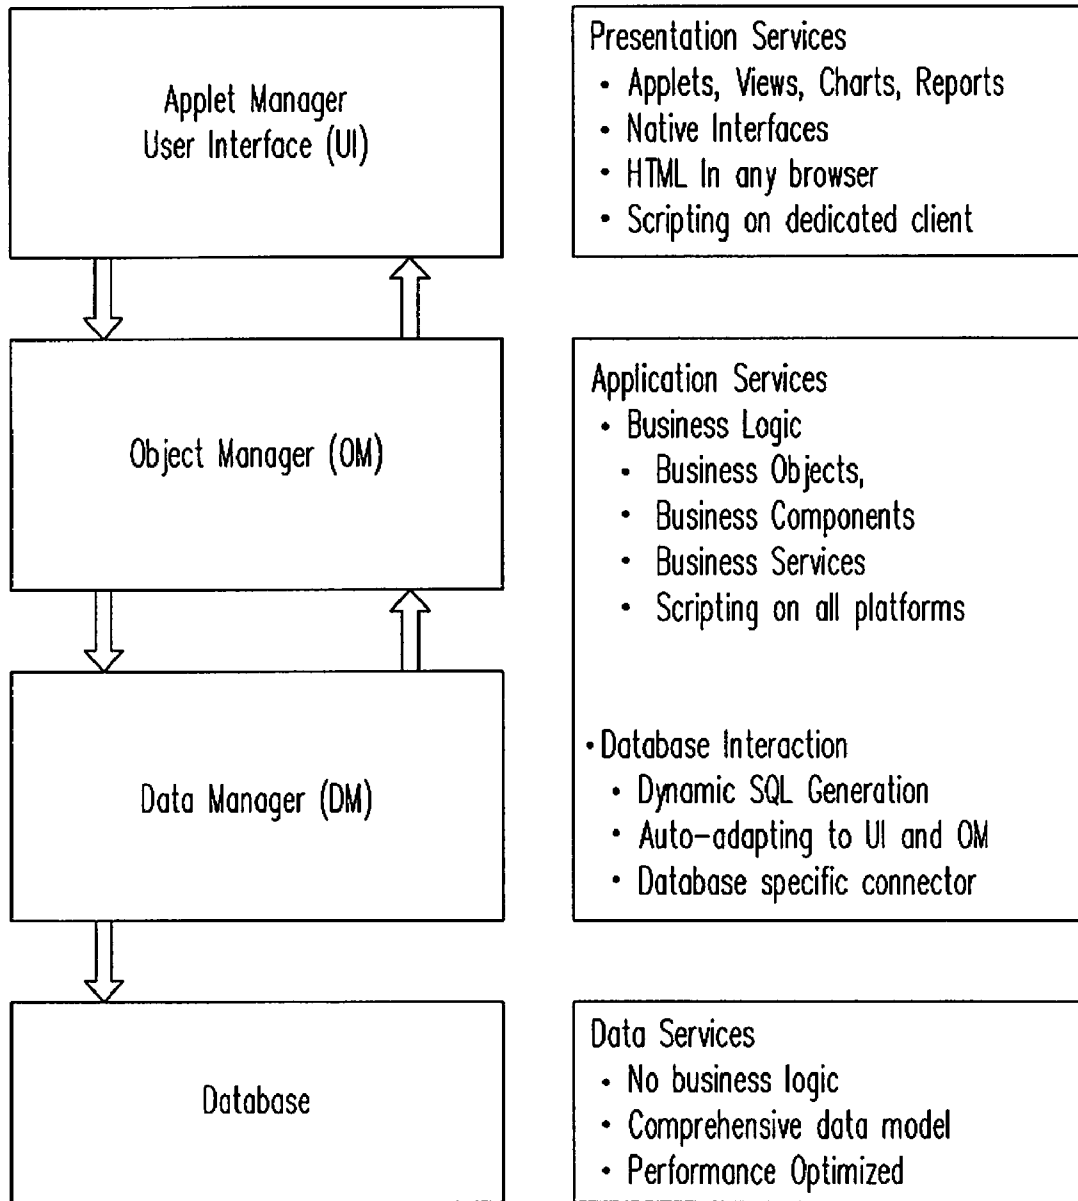 Applet Manager
User Interface (UI)
Presentation Services
• Applets, Views, Charts, Reports
• Native Interfaces
• HTML In any browser
• Scripting on dedicated client
Object Manager (OM)
Application Services
• Business Logic
• Business Objects,
• Business Components
• Business Services
• Scripting on all platforms
Data Manager (DM)
• Database Interaction
• Dynamic SQL Generation
• Auto-adapting to UI and OM
• Database specific connector
Database
Data Services
• No business logic
• Comprehensive data model
• Performance Optimized